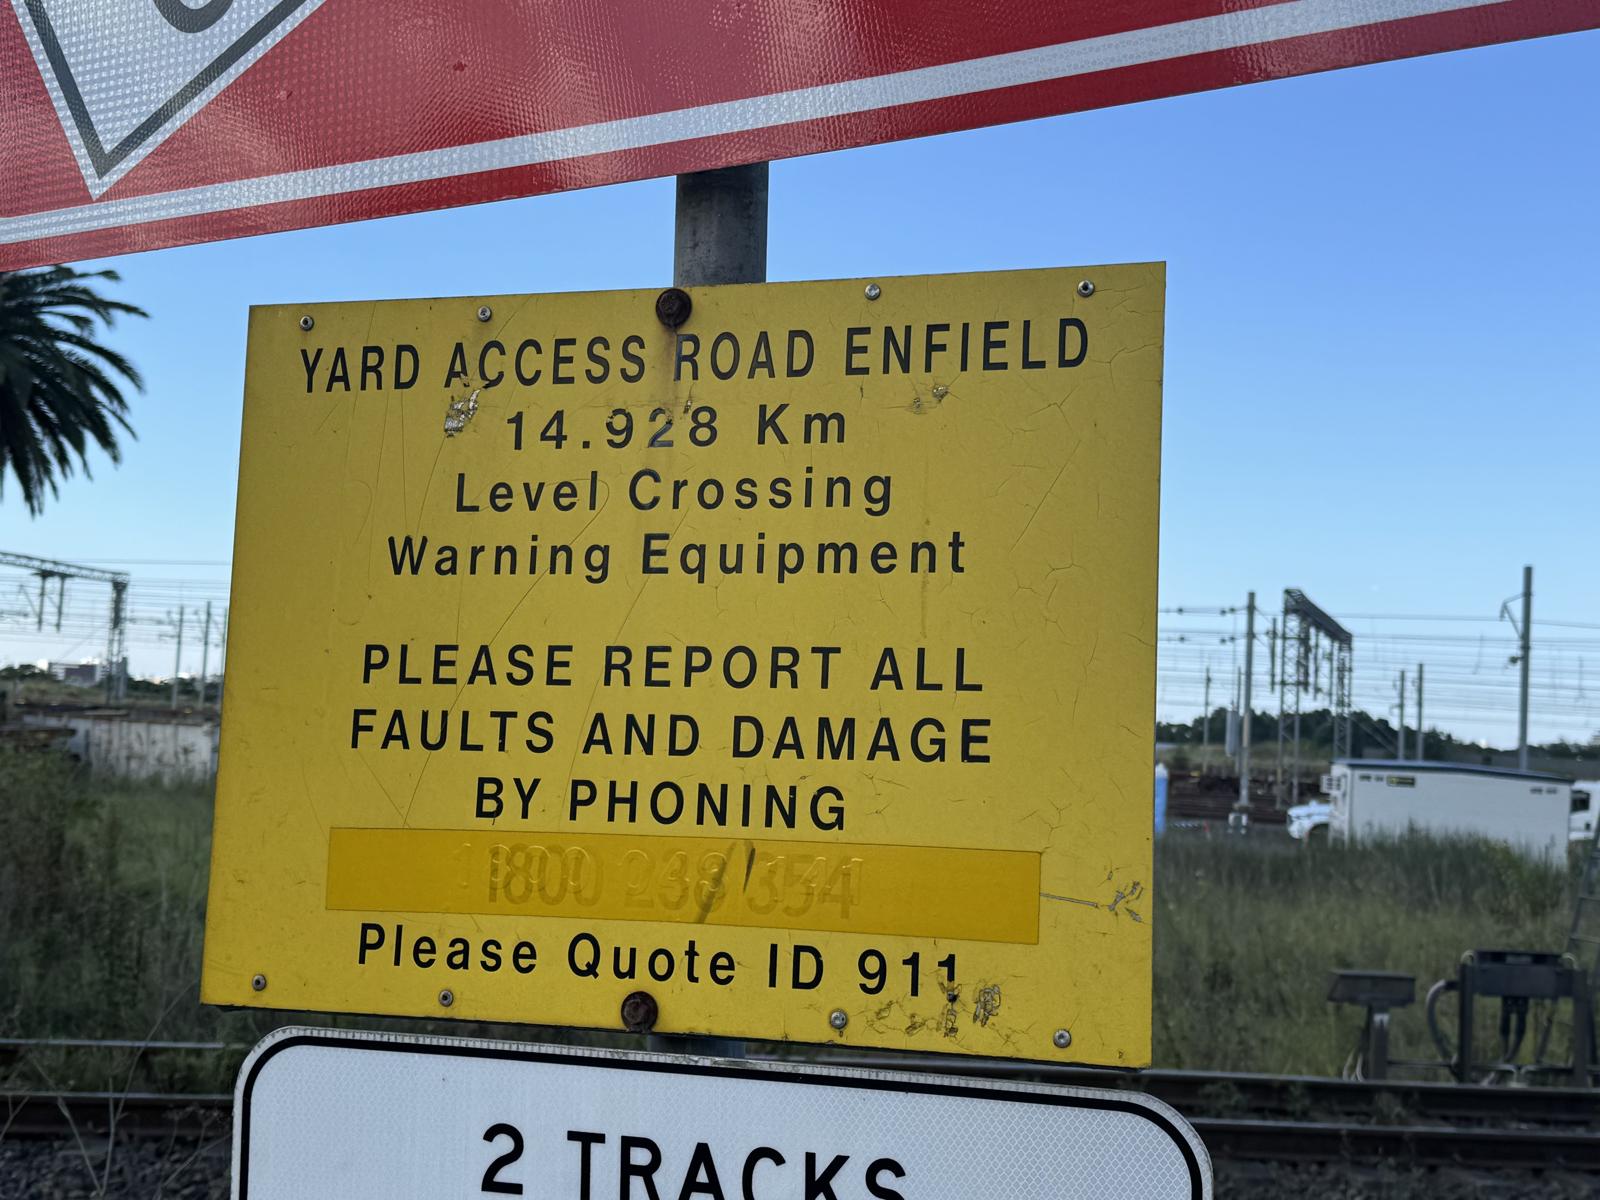 YARD ACCESS ROAD ENFIELD
14.928 Km
Level Crossing
Warning Equipment
PLEASE REPORT ALL
FAULTS AND DAMAGE
BY PHONING
Please Quote ID 911
2 TRACKS